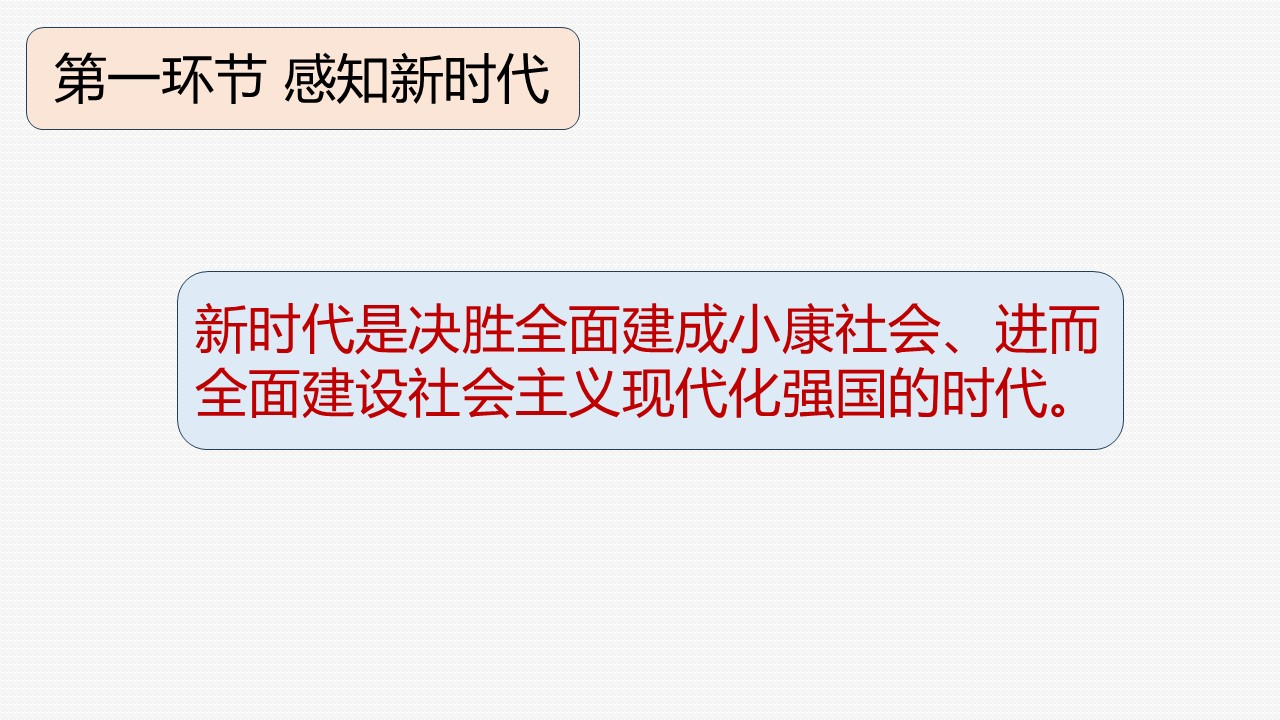 第一环节 感知新时代
新时代是决胜全面建成小康社会、进而
全面建设社会主义现代化强国的时代。